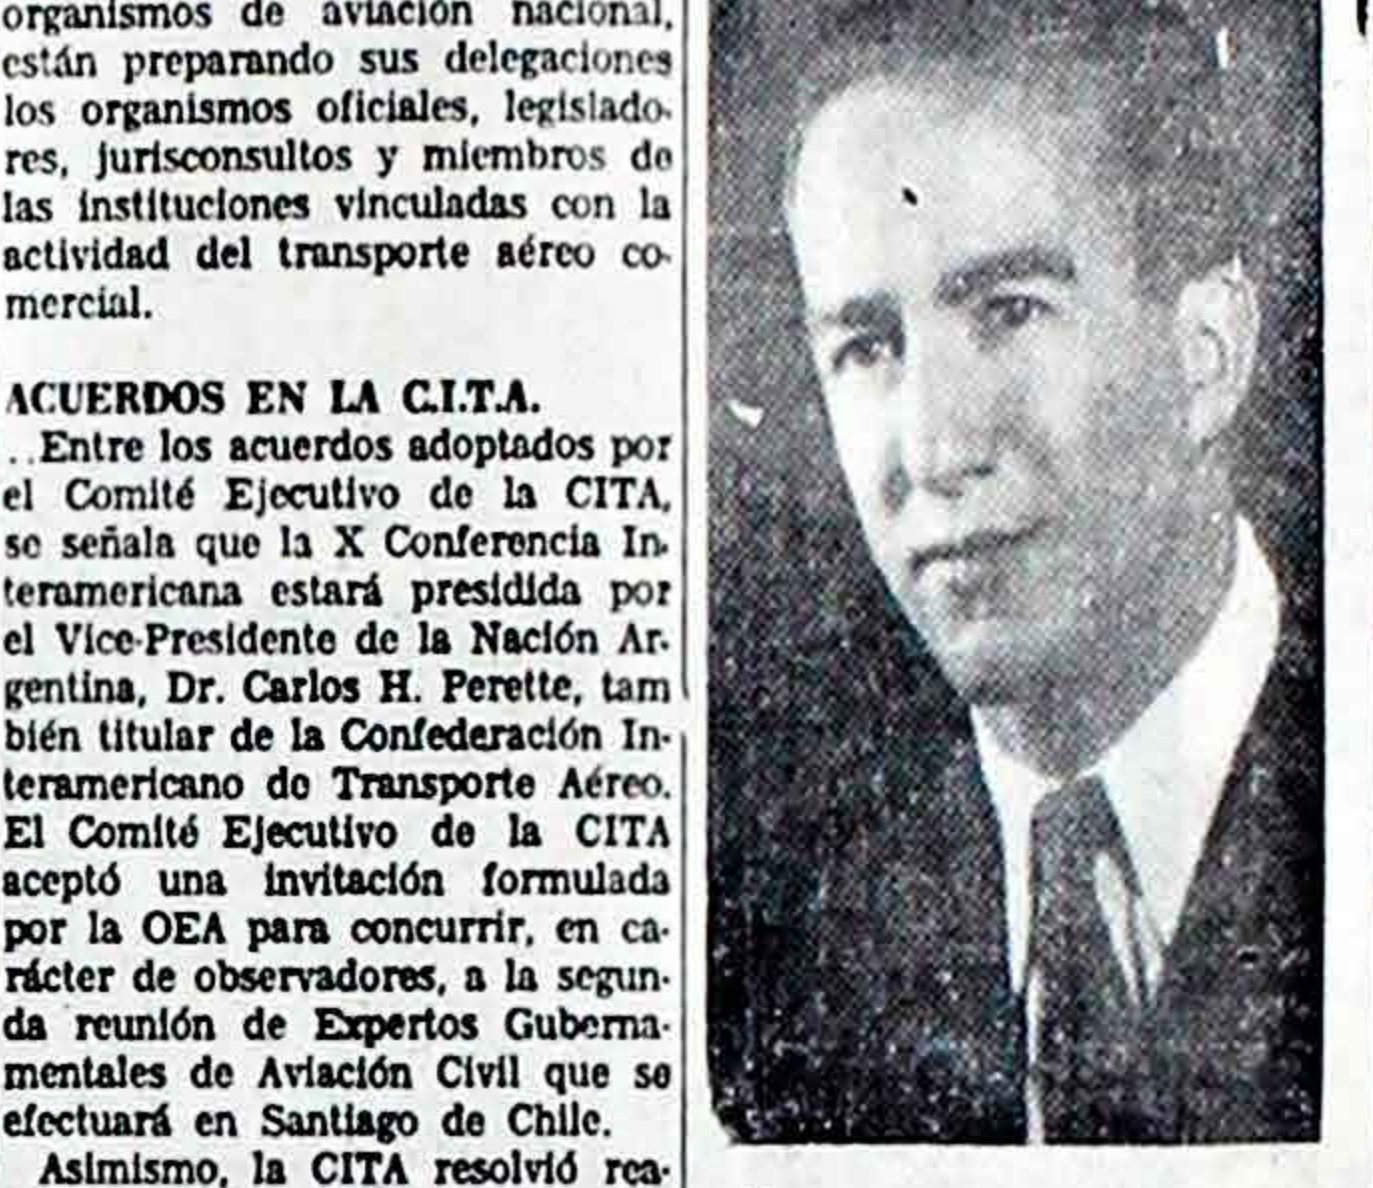 organismos de aviación nacional,
están preparando sus delegaciones
los organismos oficiales, legislado-
res, jurisconsultos y miembros de
las instituciones vinculadas con la
actividad del transporte aéreo co-
mercial.
ACUERDOS EN LA C.I.T.A.
..Entre los acuerdos adoptados por
el Comité Ejecutivo de la CITA,
se señala que la X Conferencia In-
teramericana estará presidida por
el Vice-Presidente de la Nación Ar-
gentina, Dr. Carlos H. Perette, tam
bién titular de la Confederación In-
teramericano de Transporte Aéreo.
El Comité Ejecutivo de la CITA
aceptó una invitación formulada
por la OEA para concurrir, en ca-
rácter de observadores, a la segun-
da reunión de Expertos Guberna-
mentales de Aviación Civil que se
efectuará en Santiago de Chile.
Asimismo, la CITA resolvió rea-